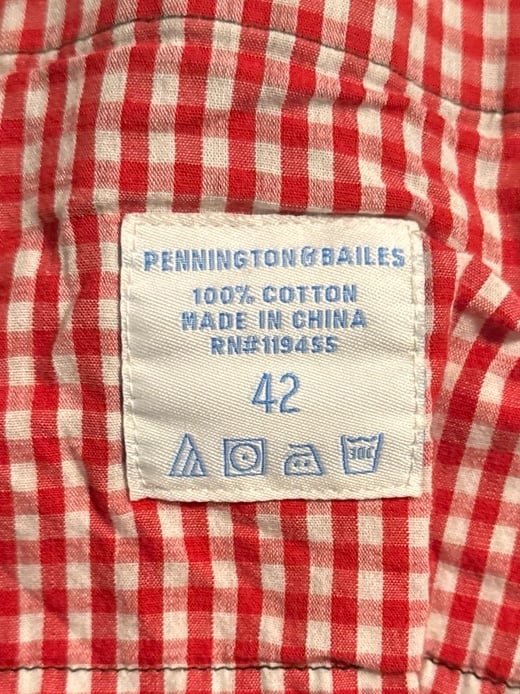 PENNINGTON&BAILES
100% COTTON
MADE IN CHINA
RN#119455
42
30C